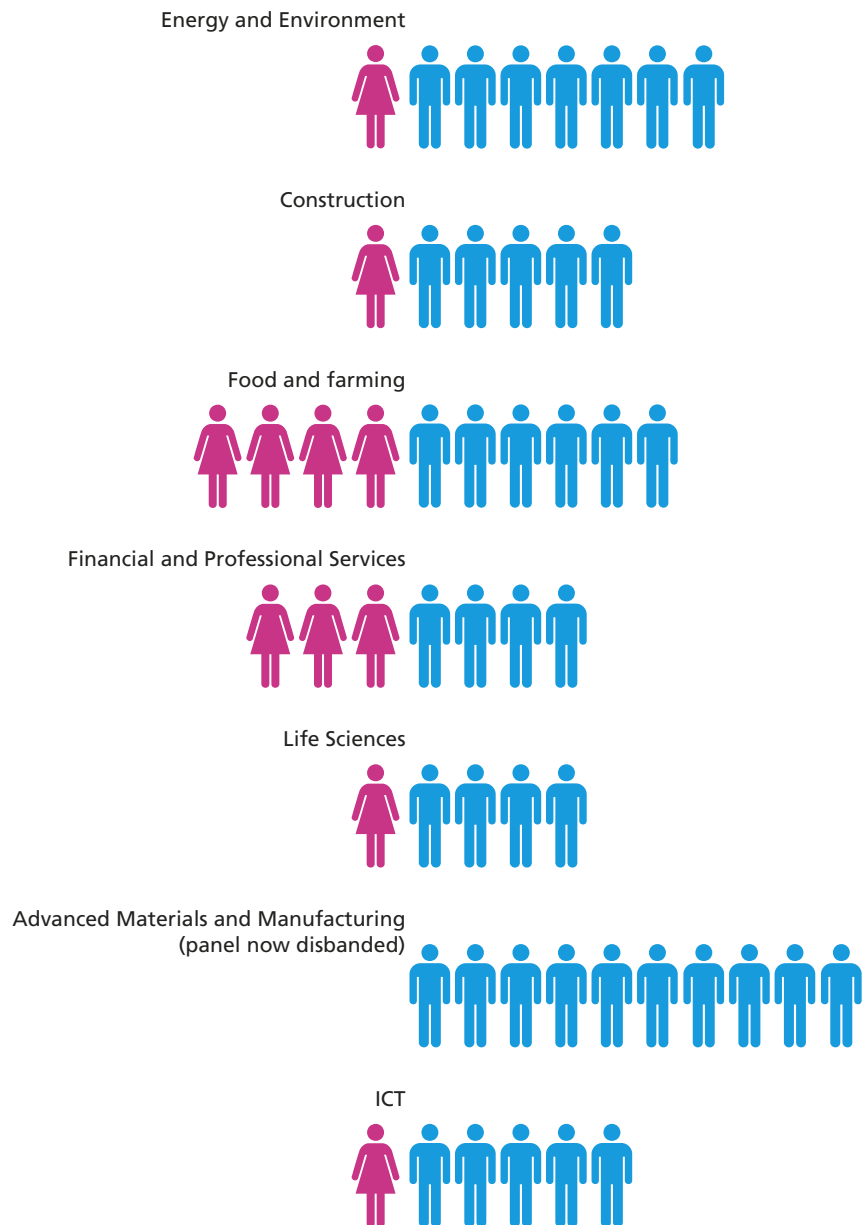 Energy and Environment
Construction
Food and farming
Financial and Professional Services
Life Sciences
Advanced Materials and Manufacturing
(panel now disbanded)
ICT